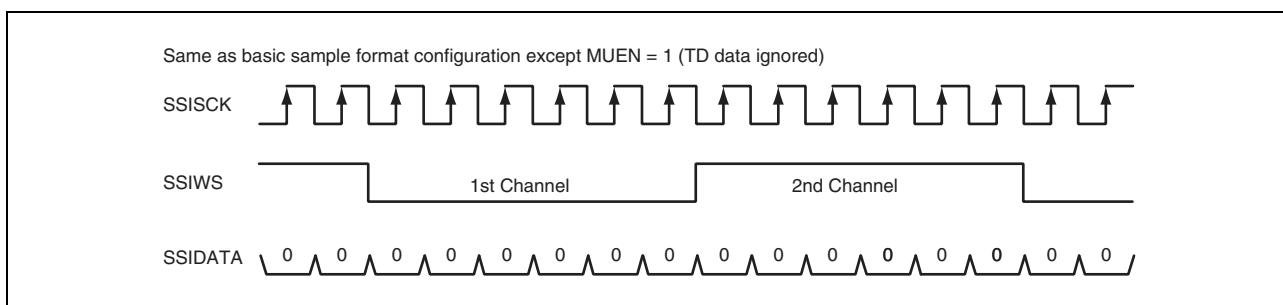 Same as basic sample format configuration except MUEN = 1 (TD data ignored)
SSISCK
SSIWS 1st Channel 2nd Channel
SSIDATA 0 0 0 0 0 0 0 0 0 0 0 0 0 0 0 0